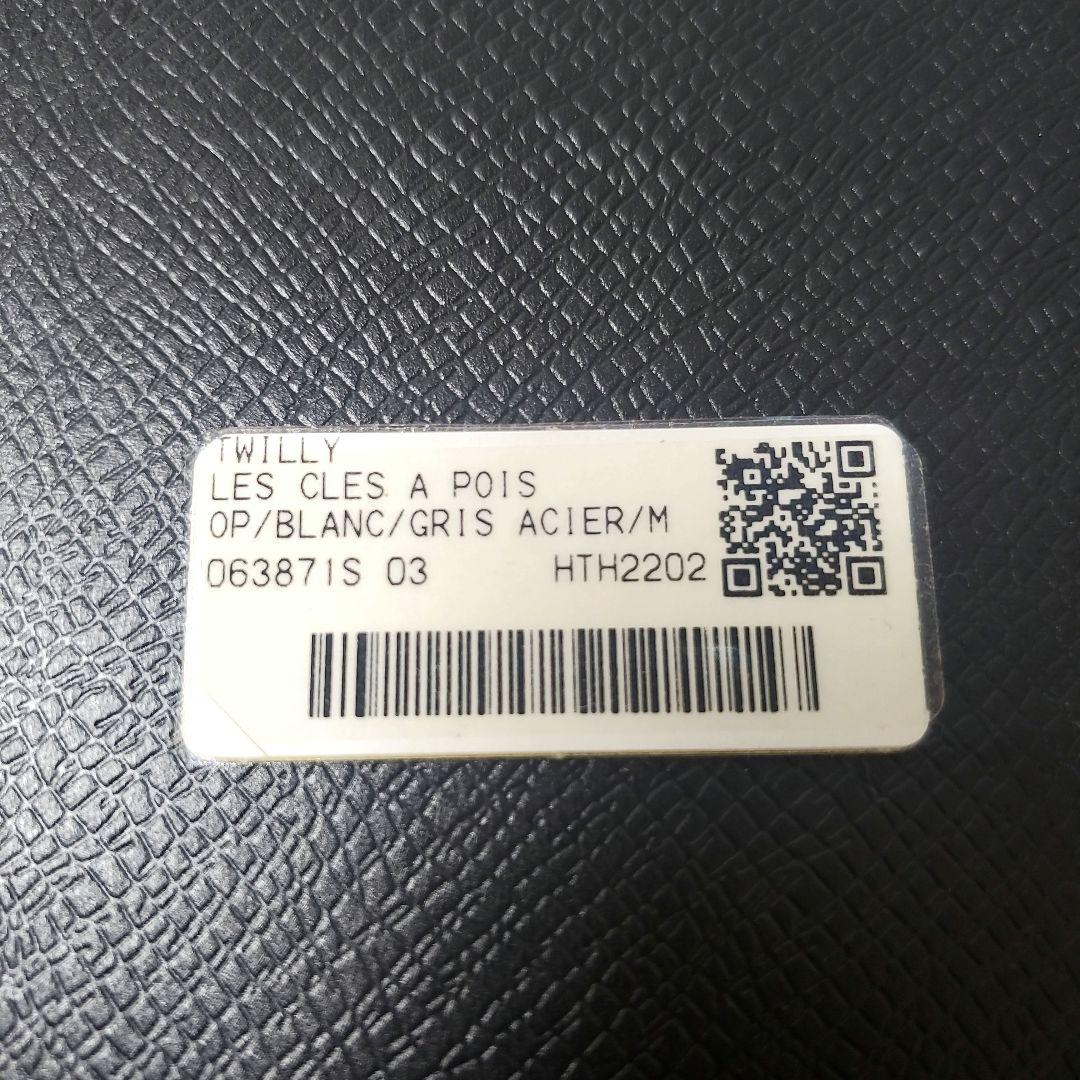 TWILLY
LES CLES A POIS
OP/BLANC/GRIS ACIER/M
063871S 03 HTH2202